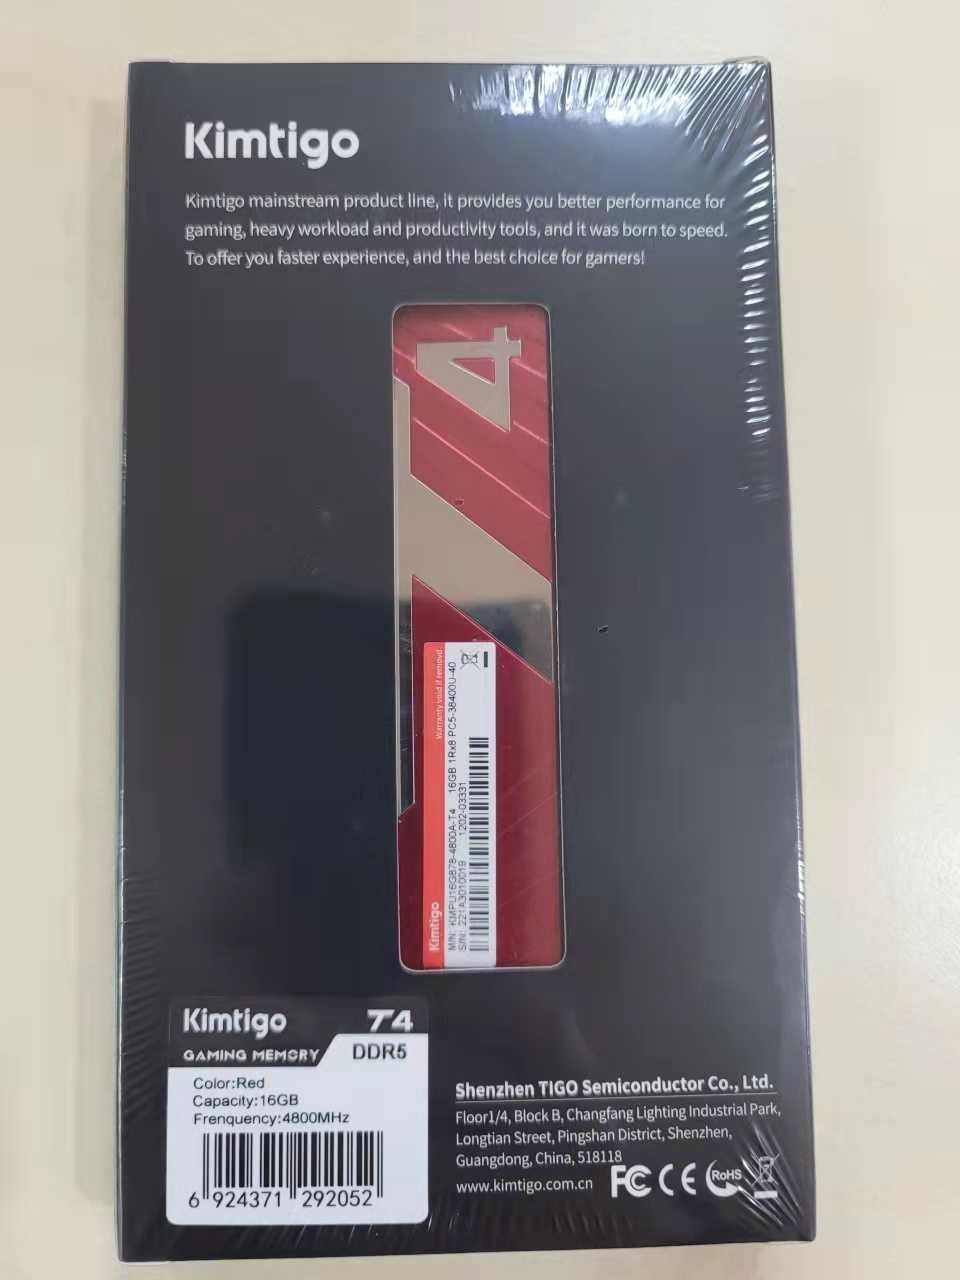 Kimtigo
Kimtigo mainstream product line, it provides you better performance for
gaming, heavy workload and productivity tools, and it was born to speed.
To offer you faster experience, and the best choice for gamers!
T4
Warranty void if removd
Kimtigo
M/N: KMPU16GB78-4800A-T4 16GB 1Rx8 PC5-38400U-40
S/N: 221A3010019 1202-03331
Kimtigo T4
GAMING MEMORY DDR5
Color:Red
Capacity:16GB
Frenquency:4800MHz
6 924371 292052
Shenzhen TIGO Semiconductor Co., Ltd.
Floor1/4, Block B, Changfang Lighting Industrial Park,
Longtian Street, Pingshan District, Shenzhen,
Guangdong, China, 518118
www.kimtigo.com.cn FC CE RoHS